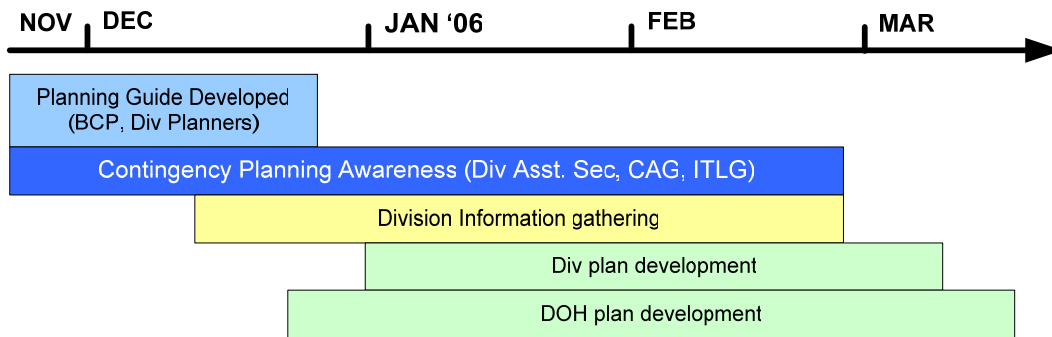 NOV DEC JAN ‘06 FEB MAR
Planning Guide Developed
(BCP, Div Planners)
Contingency Planning Awareness (Div Asst. Sec, CAG, ITLG)
Division Information gathering
Div plan development
DOH plan development